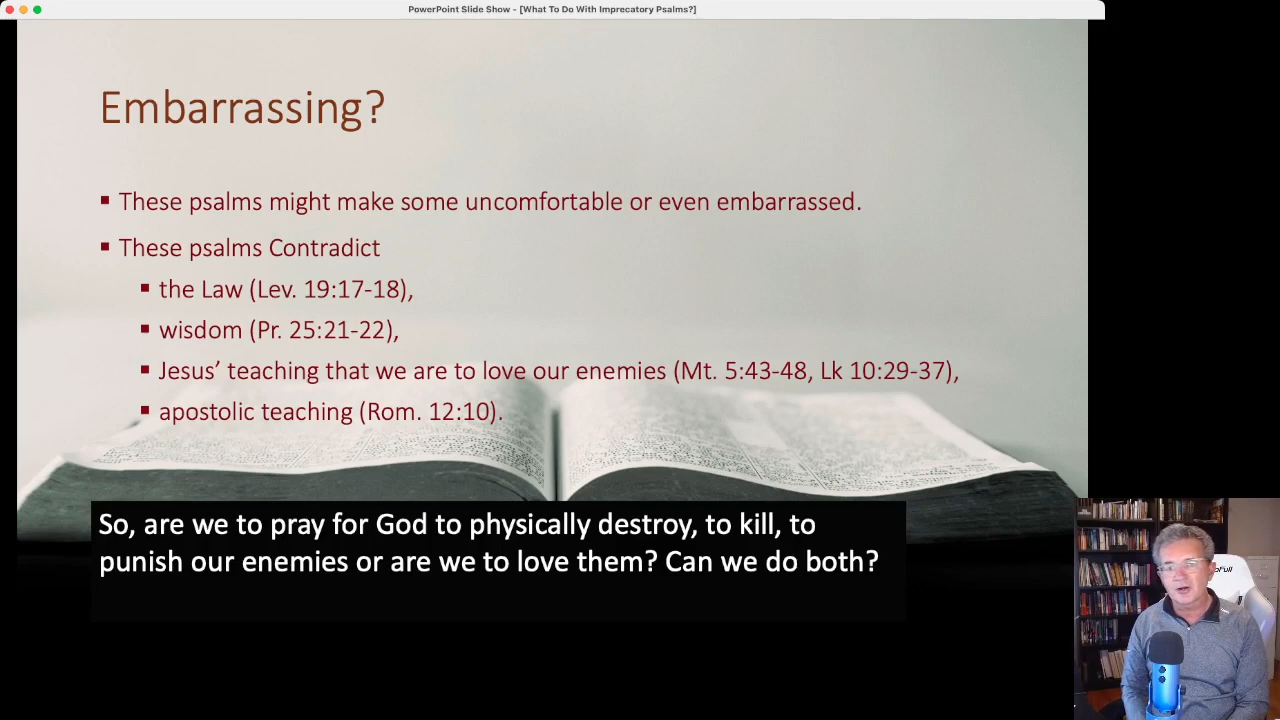 PowerPoint Slide Show - [What To Do With Imprecatory Psalms?]
Embarrassing?
▪ These psalms might make some uncomfortable or even embarrassed.
▪ These psalms Contradict
▪ the Law (Lev. 19:17-18),
▪ wisdom (Pr. 25:21-22),
▪ Jesus’ teaching that we are to love our enemies (Mt. 5:43-48, Lk 10:29-37),
▪ apostolic teaching (Rom. 12:10).
So, are we to pray for God to physically destroy, to kill, to
punish our enemies or are we to love them? Can we do both?